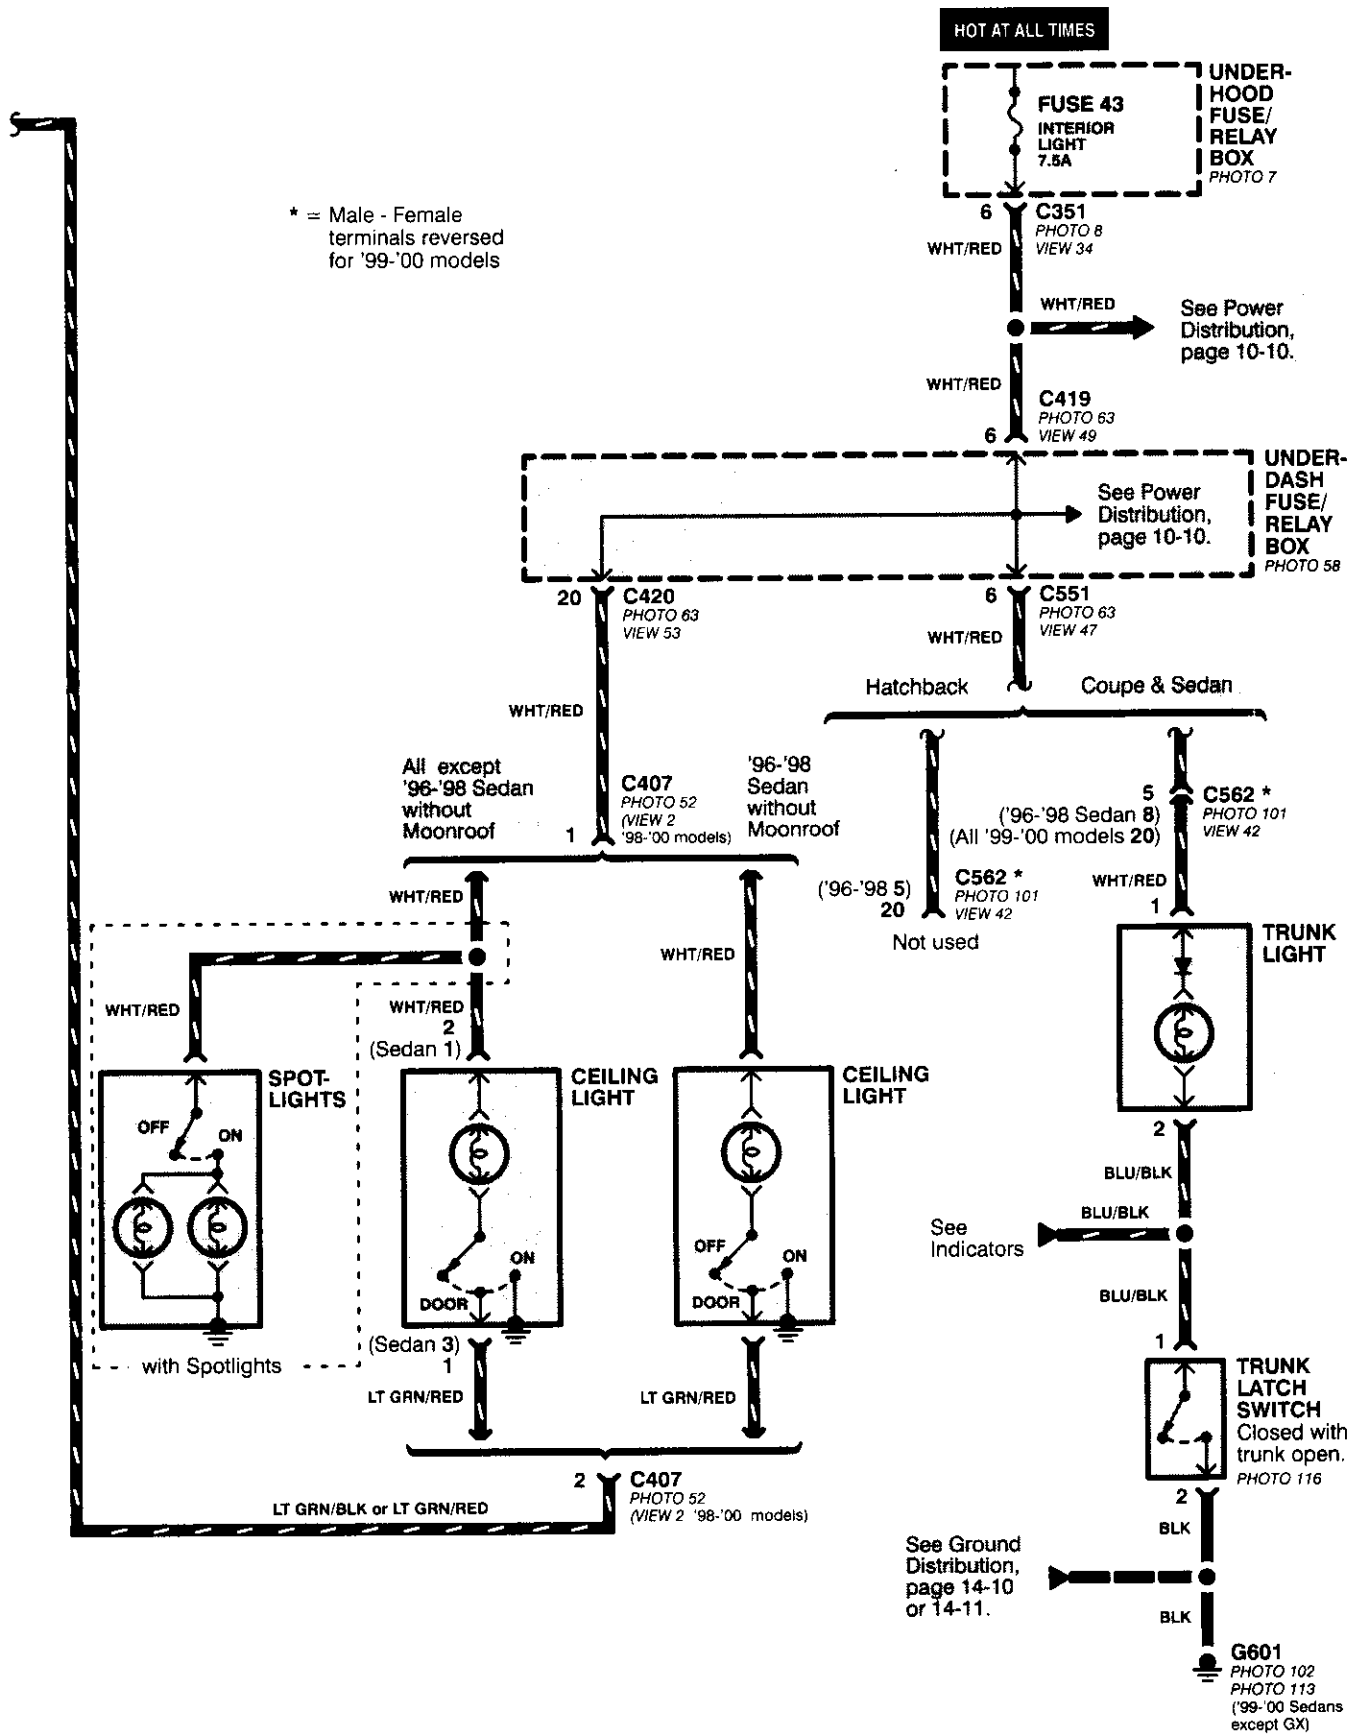 HOT AT ALL TIMES
UNDER-
HOOD
FUSE/
RELAY
BOX
PHOTO 7
FUSE 43
INTERIOR
LIGHT
7.5A
* = Male - Female
terminals reversed
for '99-'00 models
6
C351
PHOTO 8
VIEW 34
WHT/RED
WHT/RED
See Power
Distribution,
page 10-10.
WHT/RED
C419
PHOTO 63
VIEW 49
6
UNDER-
DASH
FUSE/
RELAY
BOX
PHOTO 58
See Power
Distribution,
page 10-10.
20
C420
PHOTO 63
VIEW 53
6
C551
PHOTO 63
VIEW 47
WHT/RED
Hatchback
Coupe & Sedan
WHT/RED
All except
'96-'98 Sedan
without
Moonroof
C407
PHOTO 52
(VIEW 2
'98-'00 models)
1
'96-'98
Sedan
without
Moonroof
5
('96-'98 Sedan 8)
(All '99-'00 models 20)
C562 *
PHOTO 101
VIEW 42
('96-'98 5)
20
C562 *
PHOTO 101
VIEW 42
Not used
WHT/RED
1
WHT/RED
WHT/RED
TRUNK
LIGHT
WHT/RED
WHT/RED
2
(Sedan 1)
SPOT-
LIGHTS
CEILING
LIGHT
CEILING
LIGHT
OFF
ON
2
BLU/BLK
BLU/BLK
See
Indicators
OFF
ON
ON
DOOR
DOOR
BLU/BLK
with Spotlights
(Sedan 3)
1
LT GRN/RED
LT GRN/RED
1
TRUNK
LATCH
SWITCH
Closed with
trunk open.
PHOTO 116
2
C407
PHOTO 52
(VIEW 2 '98-'00 models)
LT GRN/BLK or LT GRN/RED
2
BLK
See Ground
Distribution,
page 14-10
or 14-11.
BLK
G601
PHOTO 102
PHOTO 113
('99-'00 Sedans
except GX)